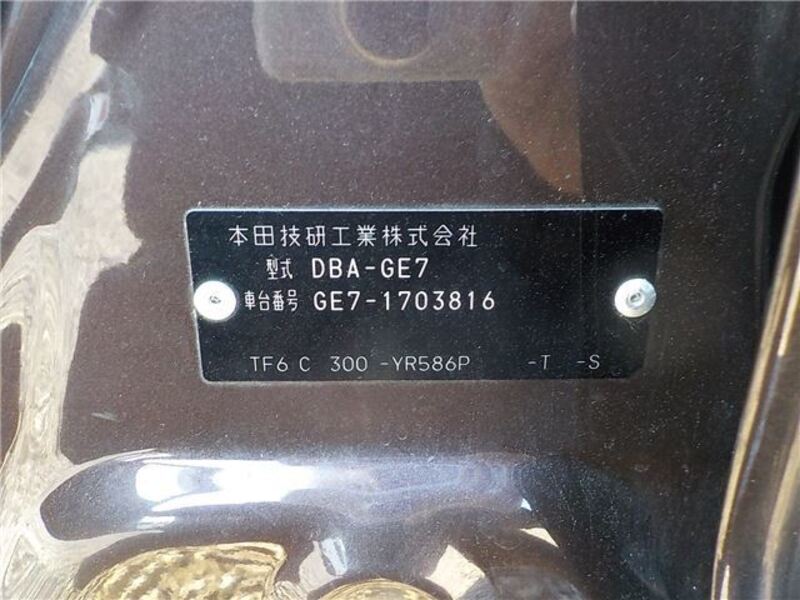 本田技研工業株式会社
型式 DBA-GE7
車台番号 GE7-1703816
TF6 C 300 -YR586P -T -S